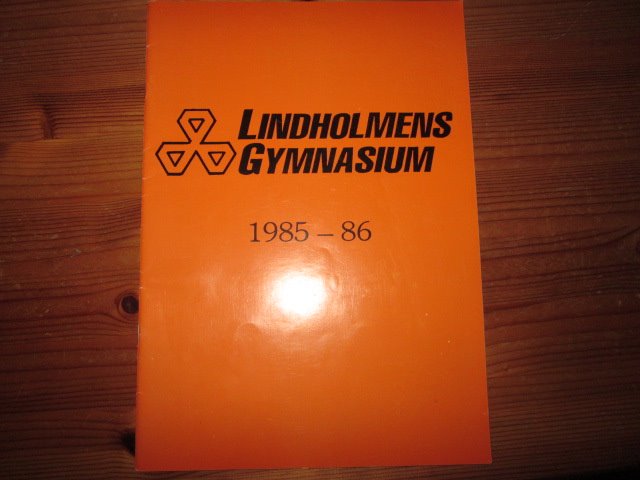 LINDHOLMENS
GYMNASIUM
1985 – 86